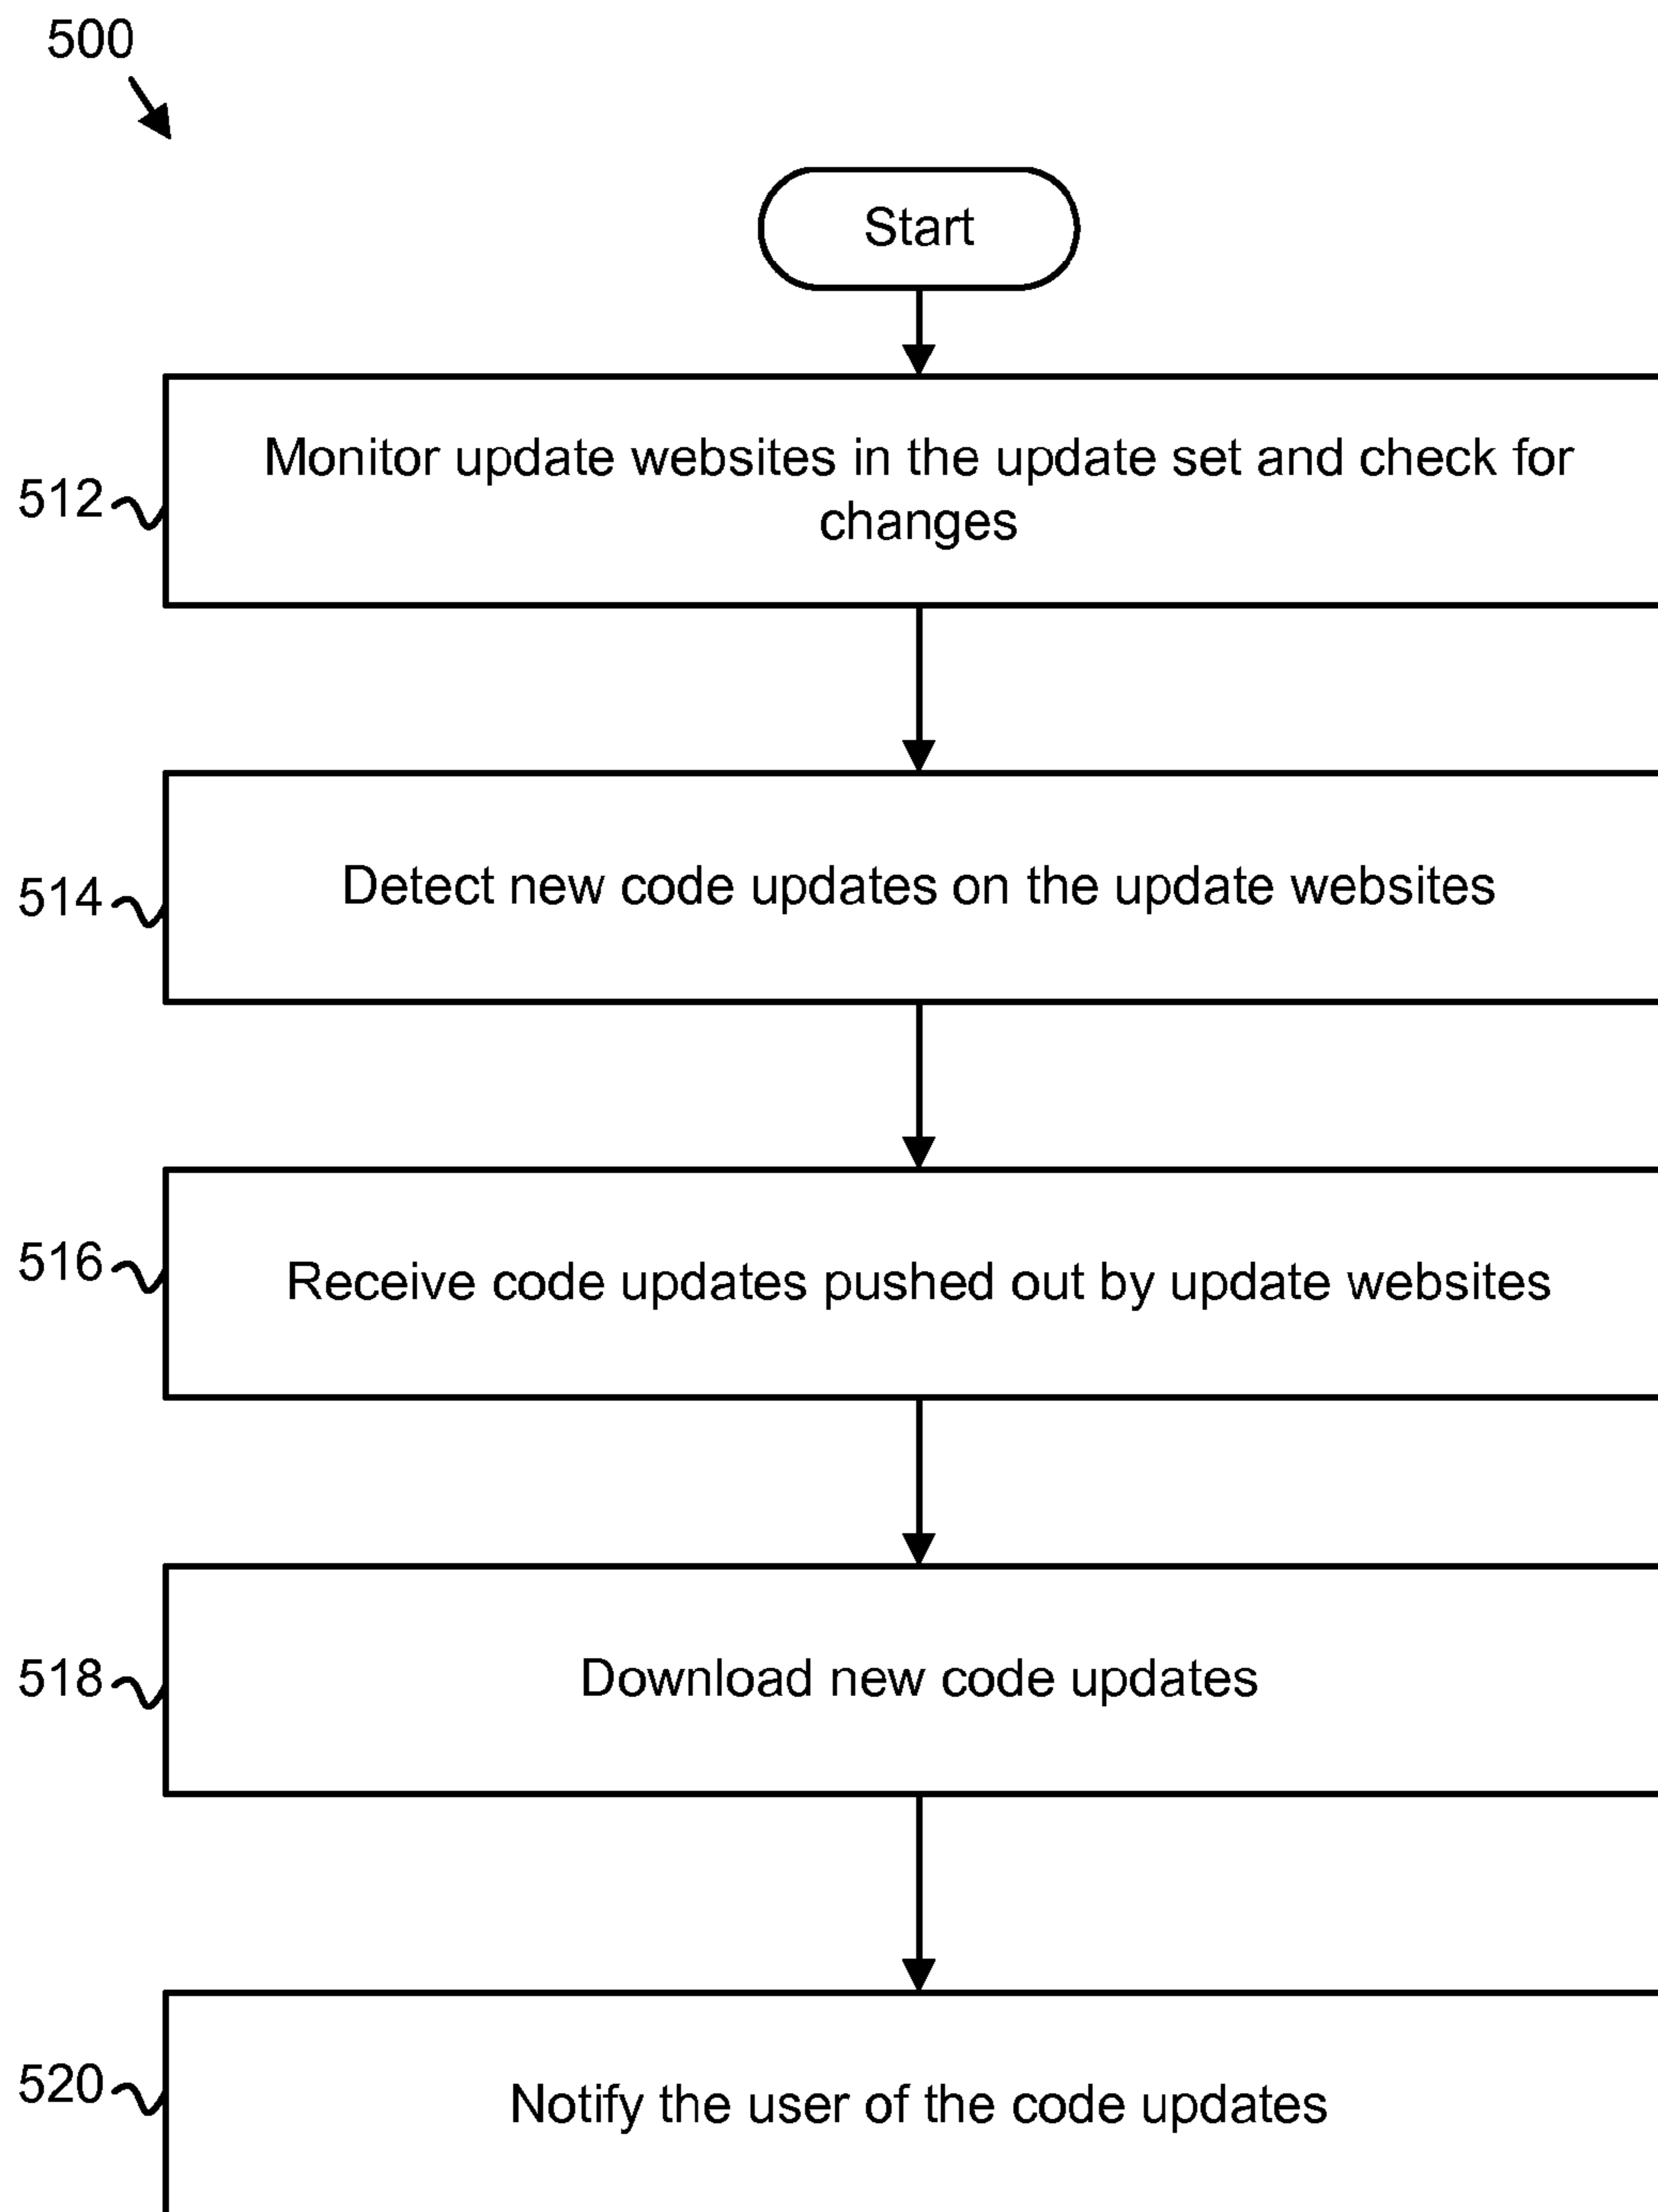 500
Start
512
Monitor update websites in the update set and check for
changes
514
Detect new code updates on the update websites
516
Receive code updates pushed out by update websites
518
Download new code updates
520
Notify the user of the code updates